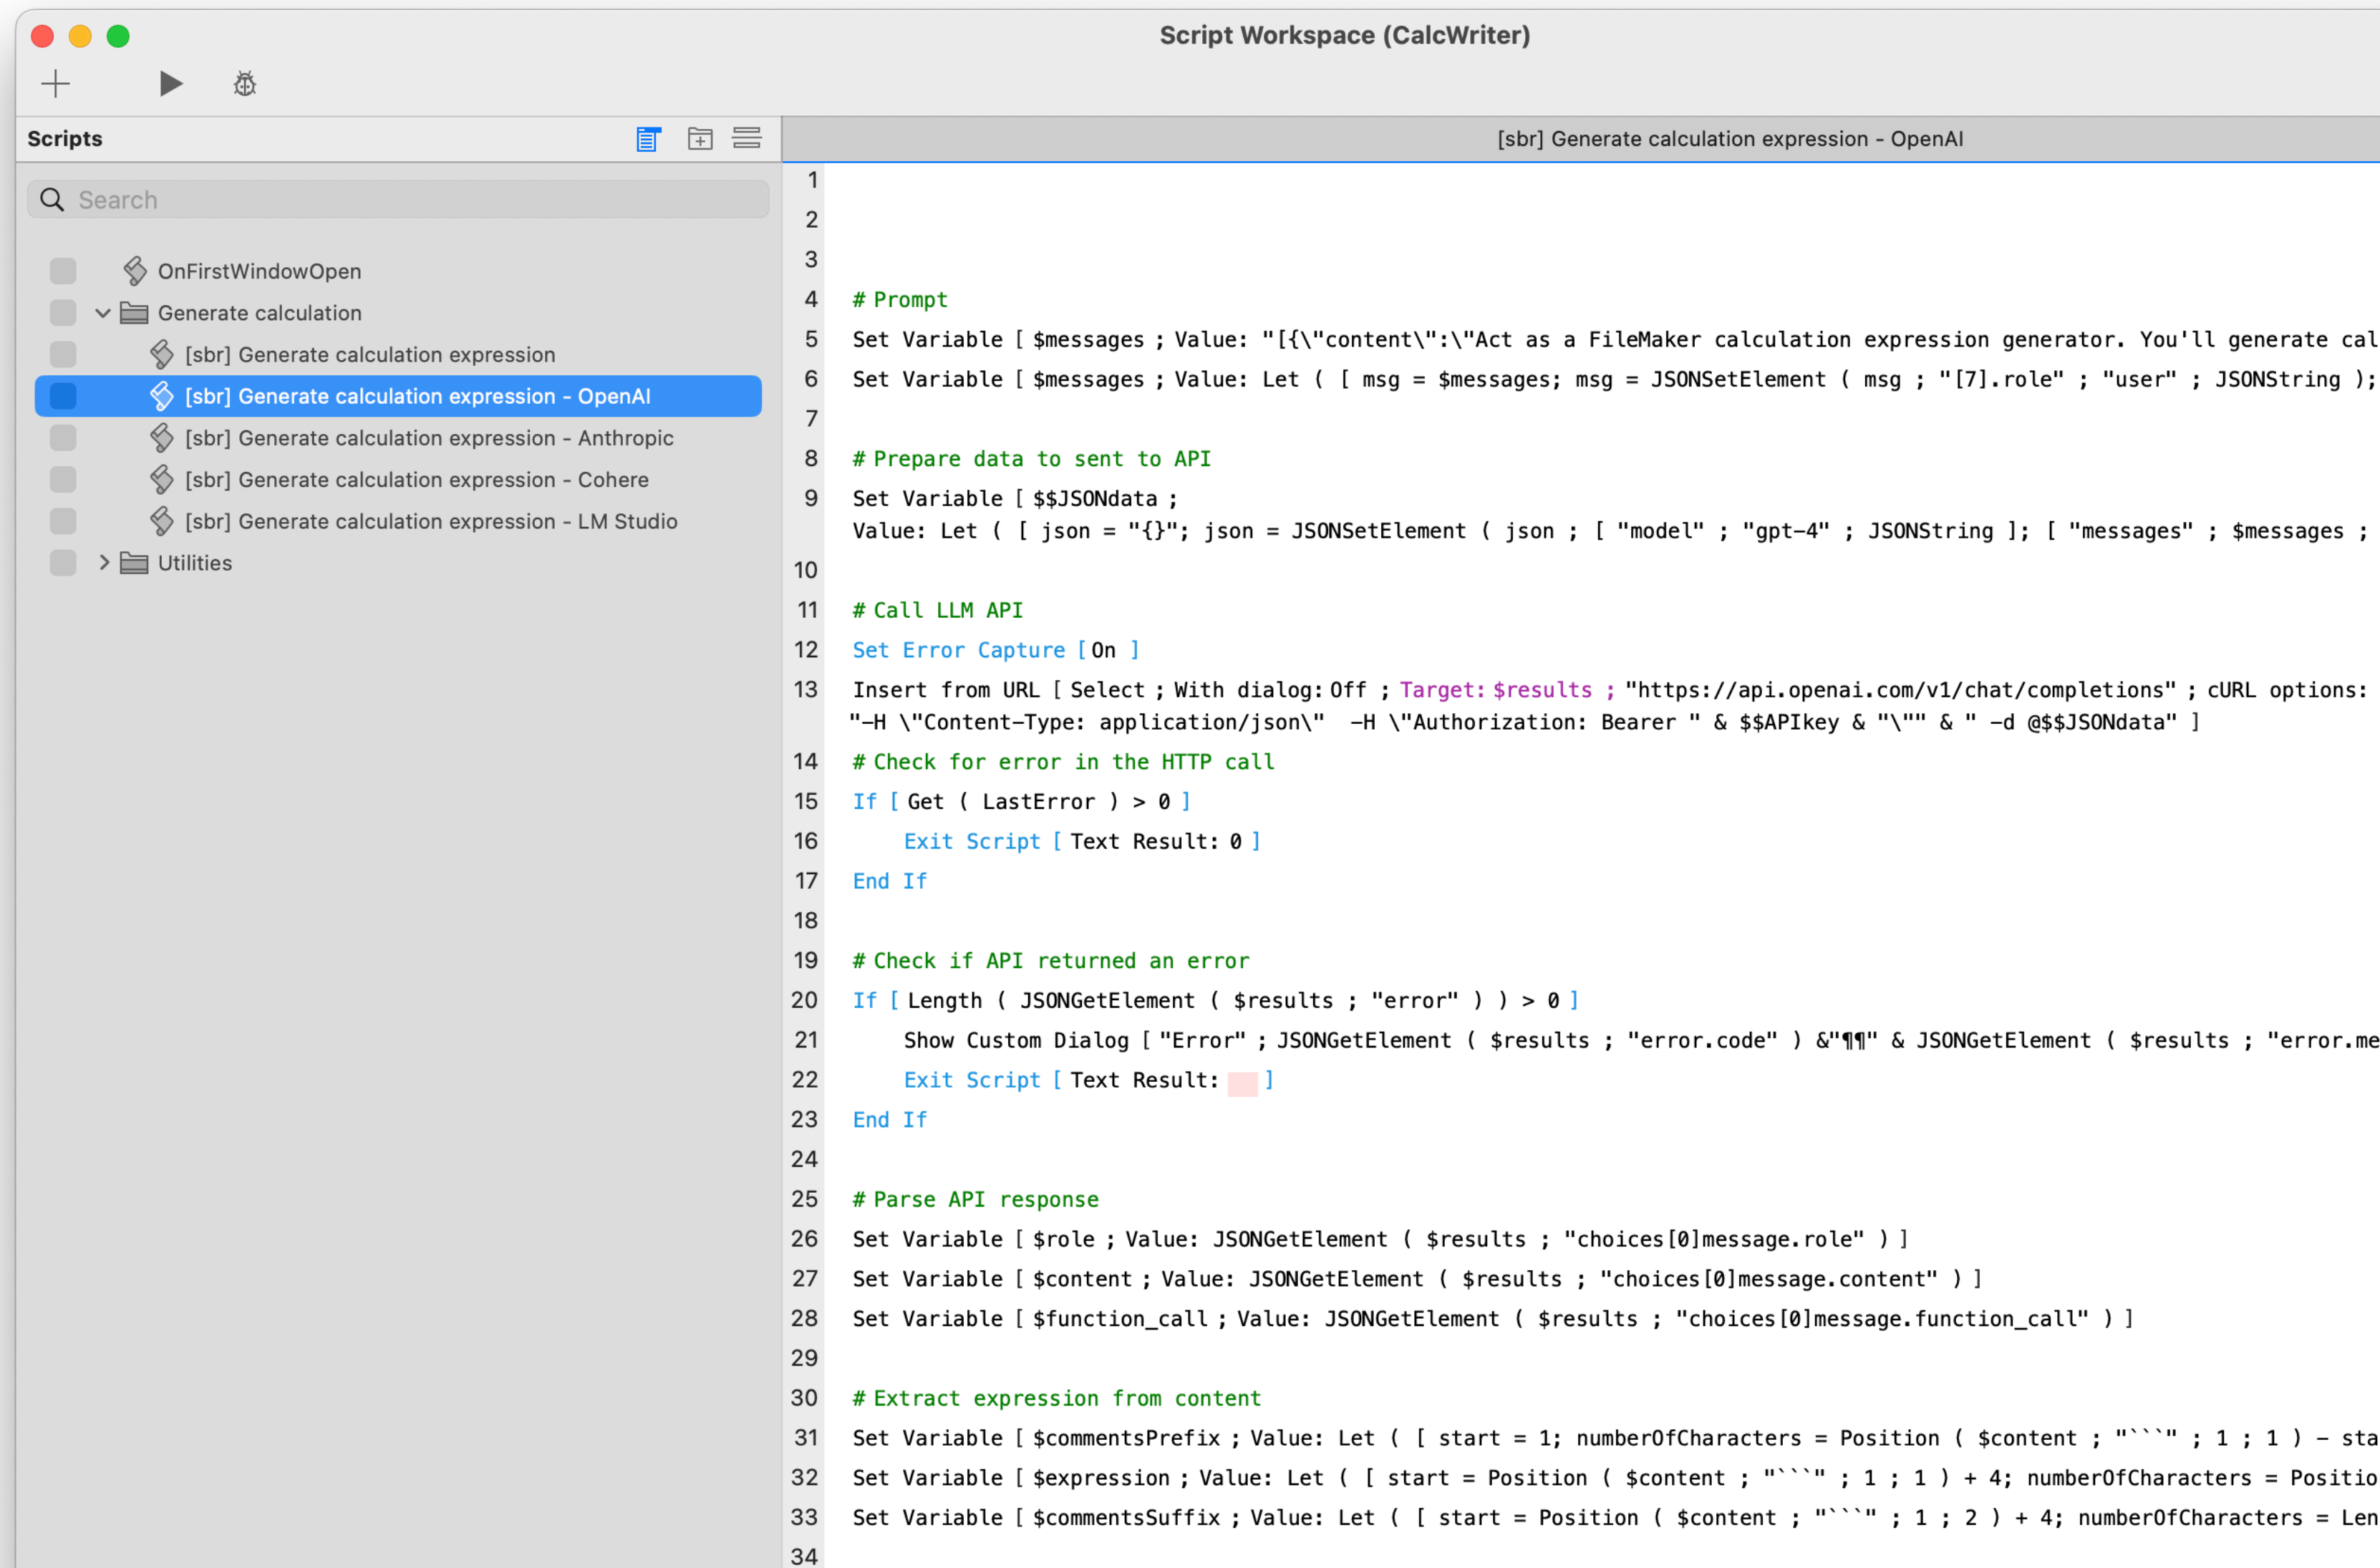 Script Workspace (CalcWriter)
Scripts
[sbr] Generate calculation expression - OpenAI
Search
OnFirstWindowOpen
Generate calculation
[sbr] Generate calculation expression
[sbr] Generate calculation expression - OpenAI
[sbr] Generate calculation expression - Anthropic
[sbr] Generate calculation expression - Cohere
[sbr] Generate calculation expression - LM Studio
Utilities
1
2
3
4 # Prompt
5 Set Variable [ $messages ; Value: "[{\"content\":\"Act as a FileMaker calculation expression generator. You'll generate cal
6 Set Variable [ $messages ; Value: Let ( [ msg = $messages; msg = JSONSetElement ( msg ; "[7].role" ; "user" ; JSONString );
7
8 # Prepare data to sent to API
9 Set Variable [ $$JSONdata ;
Value: Let ( [ json = "{}"; json = JSONSetElement ( json ; [ "model" ; "gpt-4" ; JSONString ]; [ "messages" ; $messages ;
10
11 # Call LLM API
12 Set Error Capture [ On ]
13 Insert from URL [ Select ; With dialog: Off ; Target: $results ; "https://api.openai.com/v1/chat/completions" ; cURL options:
"-H \"Content-Type: application/json\"  -H \"Authorization: Bearer " & $$APIkey & "\"" & " -d @$$JSONdata" ]
14 # Check for error in the HTTP call
15 If [ Get ( LastError ) > 0 ]
16 Exit Script [ Text Result: 0 ]
17 End If
18
19 # Check if API returned an error
20 If [ Length ( JSONGetElement ( $results ; "error" ) ) > 0 ]
21 Show Custom Dialog [ "Error" ; JSONGetElement ( $results ; "error.code" ) &"¶¶" & JSONGetElement ( $results ; "error.me
22 Exit Script [ Text Result: ]
23 End If
24
25 # Parse API response
26 Set Variable [ $role ; Value: JSONGetElement ( $results ; "choices[0]message.role" ) ]
27 Set Variable [ $content ; Value: JSONGetElement ( $results ; "choices[0]message.content" ) ]
28 Set Variable [ $function_call ; Value: JSONGetElement ( $results ; "choices[0]message.function_call" ) ]
29
30 # Extract expression from content
31 Set Variable [ $commentsPrefix ; Value: Let ( [ start = 1; numberOfCharacters = Position ( $content ; "```" ; 1 ; 1 ) - sta
32 Set Variable [ $expression ; Value: Let ( [ start = Position ( $content ; "```" ; 1 ; 1 ) + 4; numberOfCharacters = Positio
33 Set Variable [ $commentsSuffix ; Value: Let ( [ start = Position ( $content ; "```" ; 1 ; 2 ) + 4; numberOfCharacters = Len
34